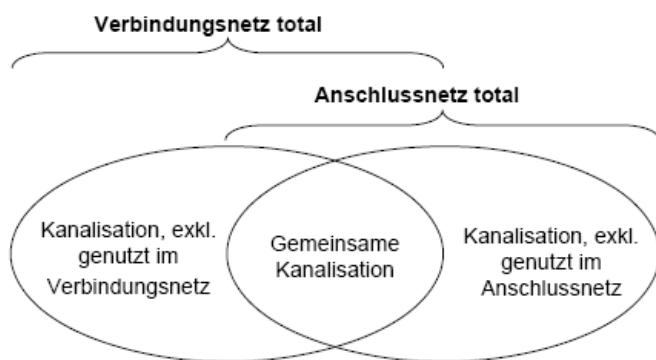 Verbindungsnetz total
Anschlussnetz total
Kanalisation, exkl.
genutzt im
Verbindungsnetz
Gemeinsame
Kanalisation
Kanalisation, exkl.
genutzt im
Anschlussnetz